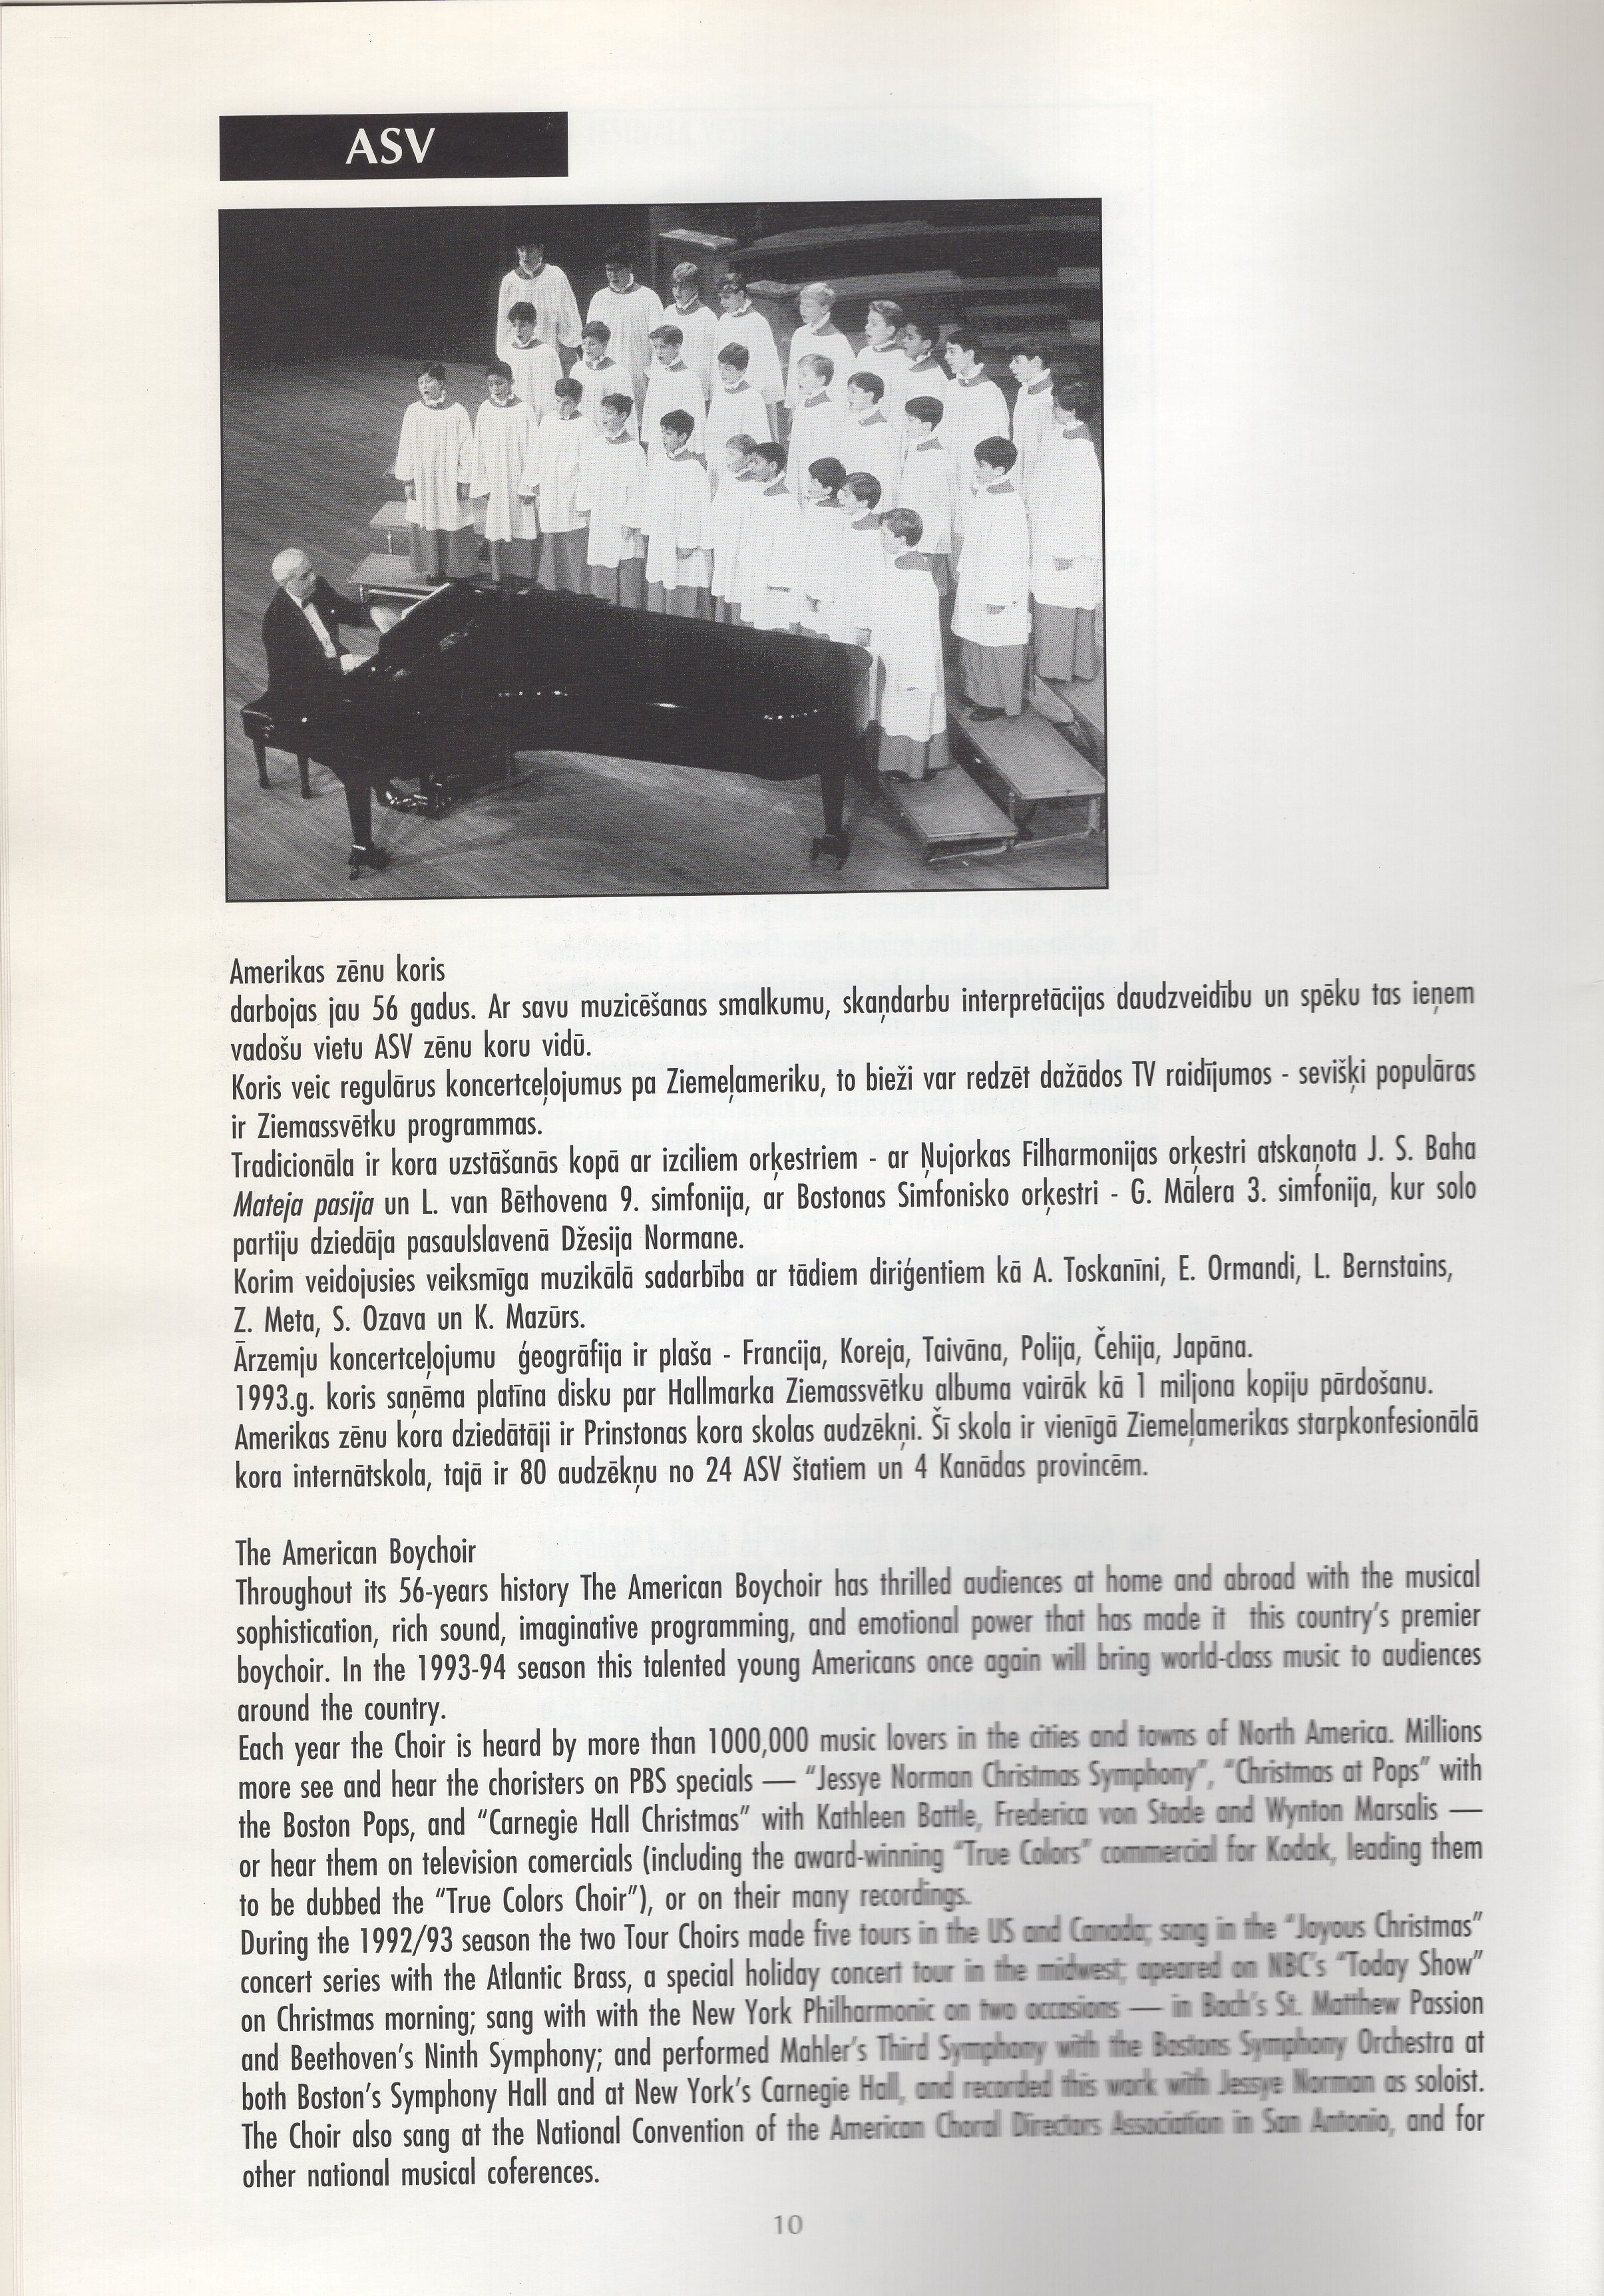 ASV
Amerikas zēnu koris
darbojas jau 56 gadus. Ar savu muzicēšanas smalkumu, skaņdarbu interpretācijas daudzveidību un spēku tas ieņem
vadošu vietu ASV zēnu koru vidū.
Koris veic regulārus koncertceļojumus pa Ziemeļameriku, to bieži var redzēt dažādos TV raidījumos - sevišķi populāras
ir Ziemassvētku programmas.
Tradicionāla ir kora uzstāšanās kopā ar izciliem orķestriem - ar Ņujorkas Filharmonijas orķestri atskaņota J. S. Baha
Mateja pasija un L. van Bēthovena 9. simfonija, ar Bostonas Simfonisko orķestri - G. Mālera 3. simfonija, kur solo
partiju dziedāja pasaulslavenā Džesija Normane.
Korim veidojusies veiksmīga muzikālā sadarbība ar tādiem diriģentiem kā A. Toskanīni, E. Ormandi, L. Bernstains,
Z. Meta, S. Ozava un K. Mazūrs.
Ārzemju koncertceļojumu ģeogrāfija ir plaša - Francija, Koreja, Taivāna, Polija, Čehija, Japāna.
1993.g. koris saņēma platīna disku par Hallmarka Ziemassvētku albuma vairāk kā 1 miljona kopiju pārdošanu.
Amerikas zēnu kora dziedātāji ir Prinstonas kora skolas audzēkņi. Šī skola ir vienīgā Ziemeļamerikas starpkonfesionālā
kora internātskola, tajā ir 80 audzēkņu no 24 ASV štatiem un 4 Kanādas provincēm.
The American Boychoir
Throughout its 56-years history The American Boychoir has thrilled audiences at home and abroad with the musical
sophistication, rich sound, imaginative programming, and emotional power that has made it this country's premier
boychoir. In the 1993-94 season this talented young Americans once again will bring world-class music to audiences
around the country.
Each year the Choir is heard by more than 1000,000 music lovers in the cities and towns of North America. Millions
more see and hear the choristers on PBS specials — "Jessye Norman Christmas Symphony", "Christmas at Pops" with
the Boston Pops, and "Carnegie Hall Christmas" with Kathleen Battle, Frederica von Stade and Wynton Marsalis —
or hear them on television comercials (including the award-winning "True Colors" commercial for Kodak, leading them
to be dubbed the "True Colors Choir"), or on their many recordings.
During the 1992/93 season the two Tour Choirs made five tours in the US and Canada; sang in the "Joyous Christmas"
concert series with the Atlantic Brass, a special holiday concert tour in the midwest; apeared on NBC's "Today Show"
on Christmas morning; sang with with the New York Philharmonic on two occasions — in Bach's St. Matthew Passion
and Beethoven's Ninth Symphony; and performed Mahler's Third Symphony with the Bostons Symphony Orchestra at
both Boston's Symphony Hall and at New York's Carnegie Hall, and recorded this work with Jessye Norman as soloist.
The Choir also sang at the National Convention of the American Choral Directors Association in San Antonio, and for
other national musical coferences.
10